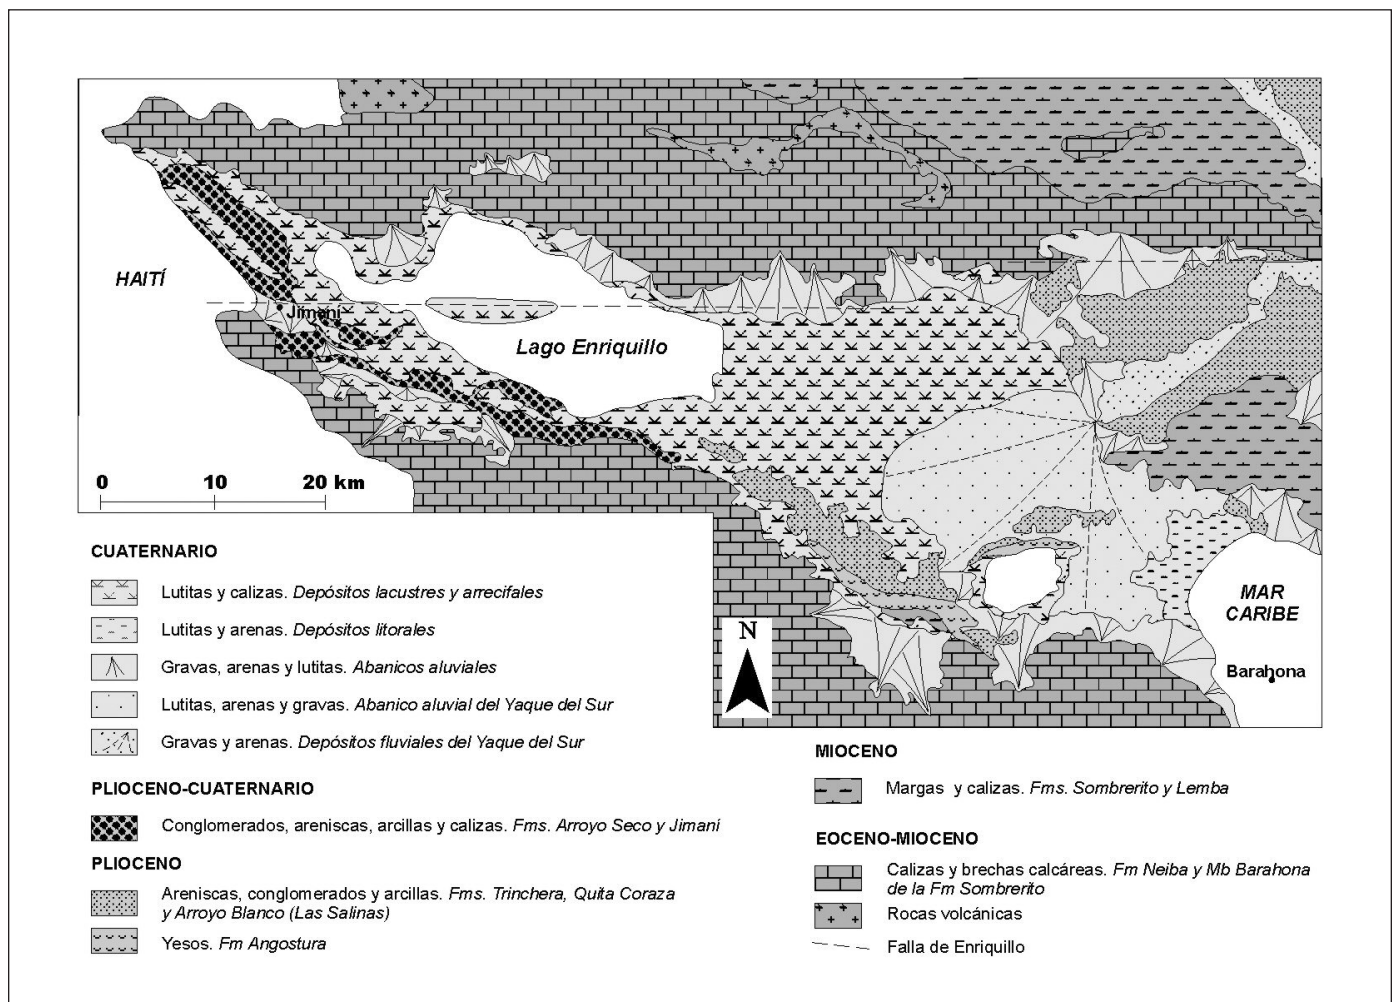 HAITÍ
Jimaní
Lago Enriquillo
0 10 20 km
MAR
CARIBE
Barahona
N
CUATERNARIO
Lutitas y calizas. Depósitos lacustres y arrecifales
Lutitas y arenas. Depósitos litorales
Gravas, arenas y lutitas. Abanicos aluviales
Lutitas, arenas y gravas. Abanico aluvial del Yaque del Sur
Gravas y arenas. Depósitos fluviales del Yaque del Sur
PLIOCENO-CUATERNARIO
Conglomerados, areniscas, arcillas y calizas. Fms. Arroyo Seco y Jimaní
PLIOCENO
Areniscas, conglomerados y arcillas. Fms. Trinchera, Quita Coraza
y Arroyo Blanco (Las Salinas)
Yesos. Fm Angostura
MIOCENO
Margas y calizas. Fms. Sombrerito y Lemba
EOCENO-MIOCENO
Calizas y brechas calcáreas. Fm Neiba y Mb Barahona
de la Fm Sombrerito
Rocas volcánicas
Falla de Enriquillo